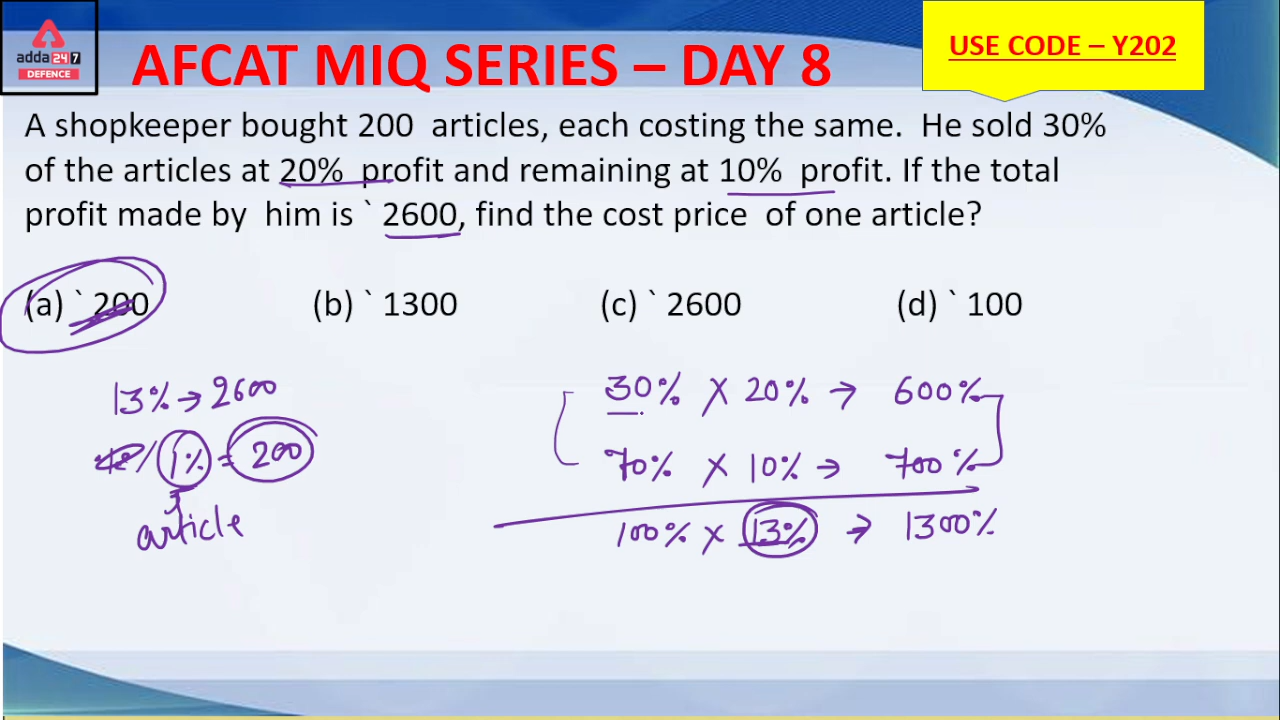 adda 24 7
DEFENCE
AFCAT MIQ SERIES – DAY 8
USE CODE – Y202
A shopkeeper bought 200 articles, each costing the same. He sold 30%
of the articles at 20% profit and remaining at 10% profit. If the total
profit made by him is ` 2600, find the cost price of one article?
(a) ` 200 (b) ` 1300 (c) ` 2600 (d) ` 100
13% → 2600
/ 1% = 200
article
30% × 20% → 600%
70% × 10% → 700%
100% × 13% → 1300%